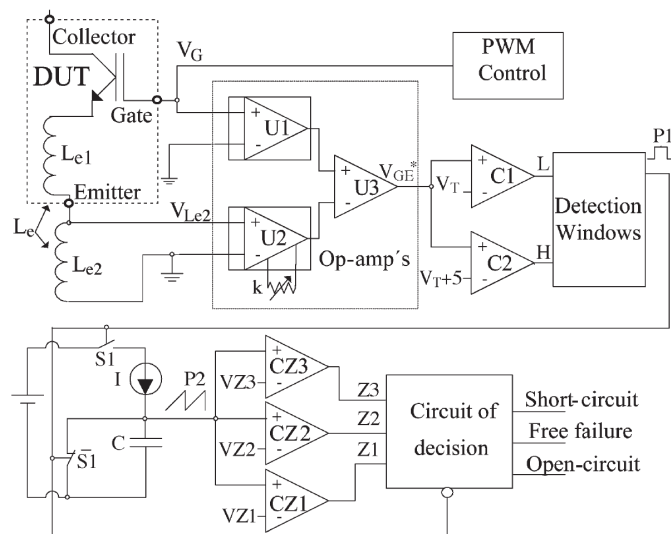 Collector
V_G
PWM
Control
DUT
Gate
+
-
U1
L_e1
P1
+
-
C1
L
V_GE*
U3
+
-
V_T
Emitter
V_Le2
Detection
Windows
L_e
+
-
U2
L_e2
Op-amp´s
+
-
C2
H
k
V_T+5
S1
I
P2
+
-
CZ3
VZ3
Z3
Short-circuit
Circuit of
decision
+
-
CZ2
VZ2
Z2
Free failure
C
S̄1
Z1
Open-circuit
+
-
CZ1
VZ1